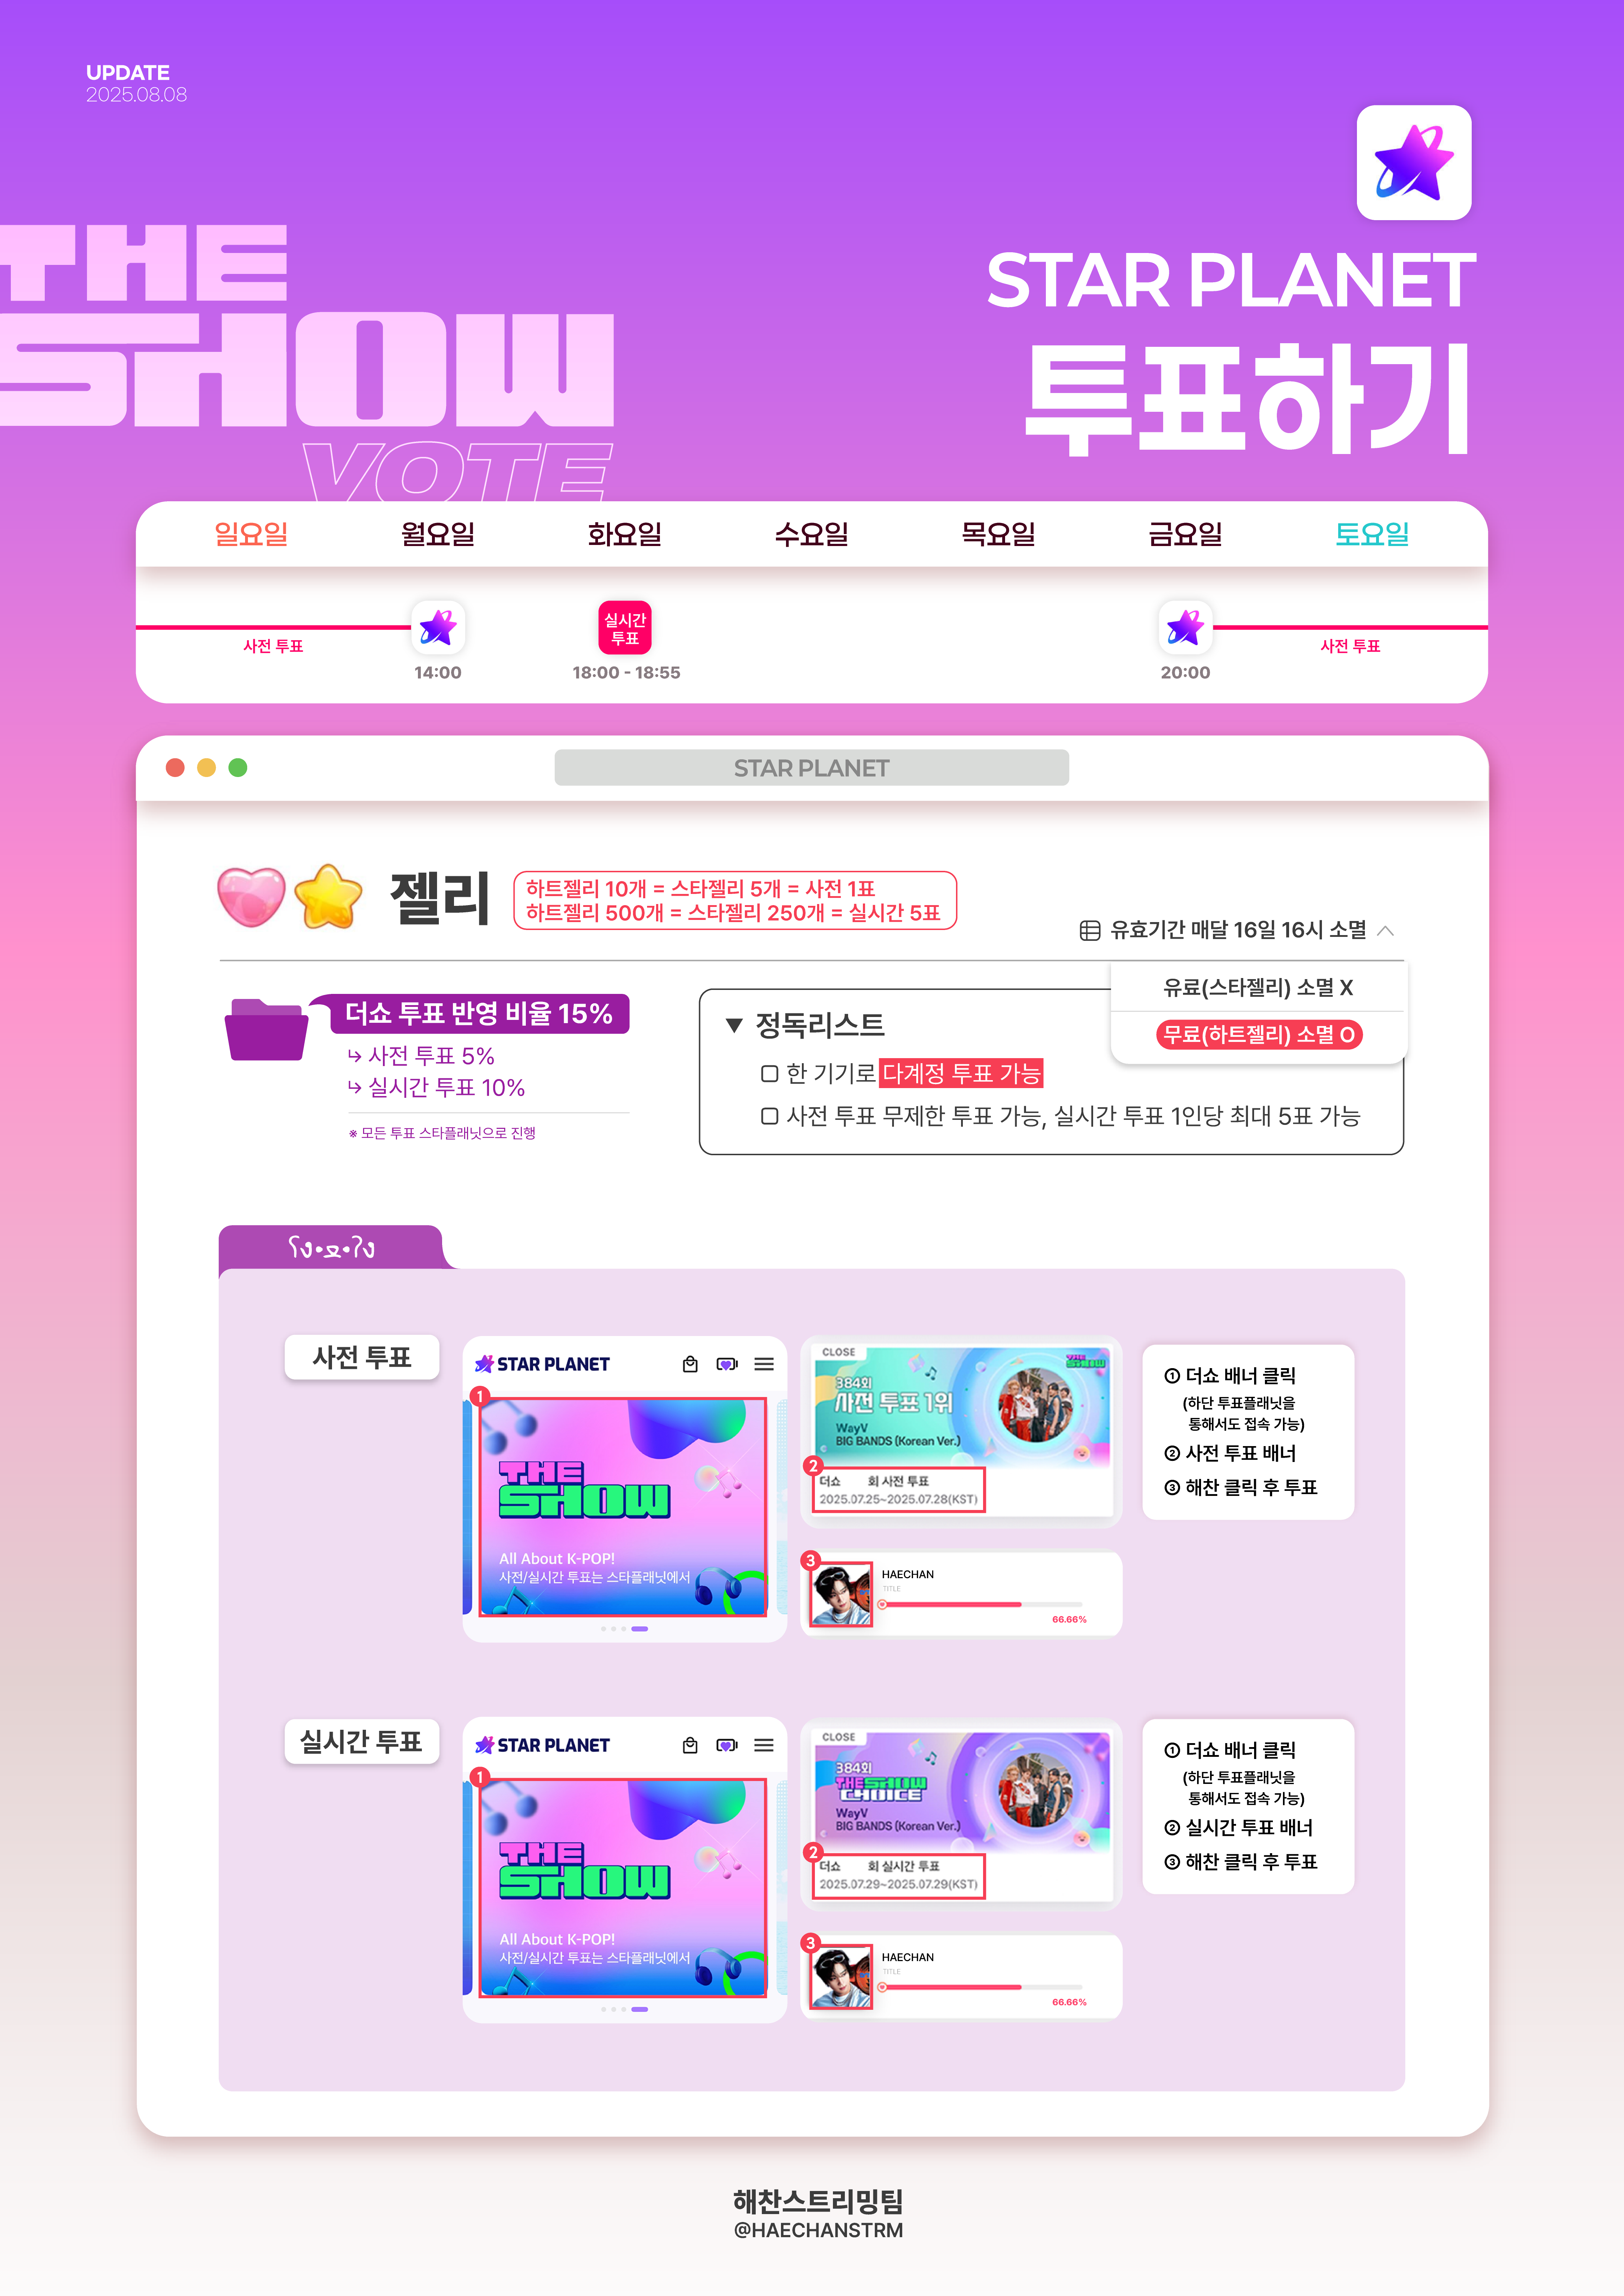 UPDATE
2025.08.08
THE
SHOW
VOTE
STAR PLANET
투표하기
일요일 월요일 화요일 수요일 목요일 금요일 토요일
사전 투표
14:00
실시간
투표
18:00 - 18:55
20:00
사전 투표
STAR PLANET
젤리
하트젤리 10개 = 스타젤리 5개 = 사전 1표
하트젤리 500개 = 스타젤리 250개 = 실시간 5표
유효기간 매달 16일 16시 소멸
유료(스타젤리) 소멸 X
무료(하트젤리) 소멸 O
더쇼 투표 반영 비율 15%
↳ 사전 투표 5%
↳ 실시간 투표 10%
※ 모든 투표 스타플래닛으로 진행
▼ 정독리스트
한 기기로 다계정 투표 가능
사전 투표 무제한 투표 가능, 실시간 투표 1인당 최대 5표 가능
사전 투표
STAR PLANET
1
THE
SHOW
All About K-POP!
사전/실시간 투표는 스타플래닛에서
CLOSE
THE SHOW
384회
사전 투표 1위
WayV
BIG BANDS (Korean Ver.)
2
더쇼 회 사전 투표
2025.07.25~2025.07.28(KST)
3
HAECHAN
TITLE
66.66%
① 더쇼 배너 클릭
(하단 투표플래닛을
통해서도 접속 가능)
② 사전 투표 배너
③ 해찬 클릭 후 투표
실시간 투표
STAR PLANET
1
THE
SHOW
All About K-POP!
사전/실시간 투표는 스타플래닛에서
CLOSE
384회
THE SHOW
CHOICE
WayV
BIG BANDS (Korean Ver.)
2
더쇼 회 실시간 투표
2025.07.29~2025.07.29(KST)
3
HAECHAN
TITLE
66.66%
① 더쇼 배너 클릭
(하단 투표플래닛을
통해서도 접속 가능)
② 실시간 투표 배너
③ 해찬 클릭 후 투표
해찬스트리밍팀
@HAECHANSTRM